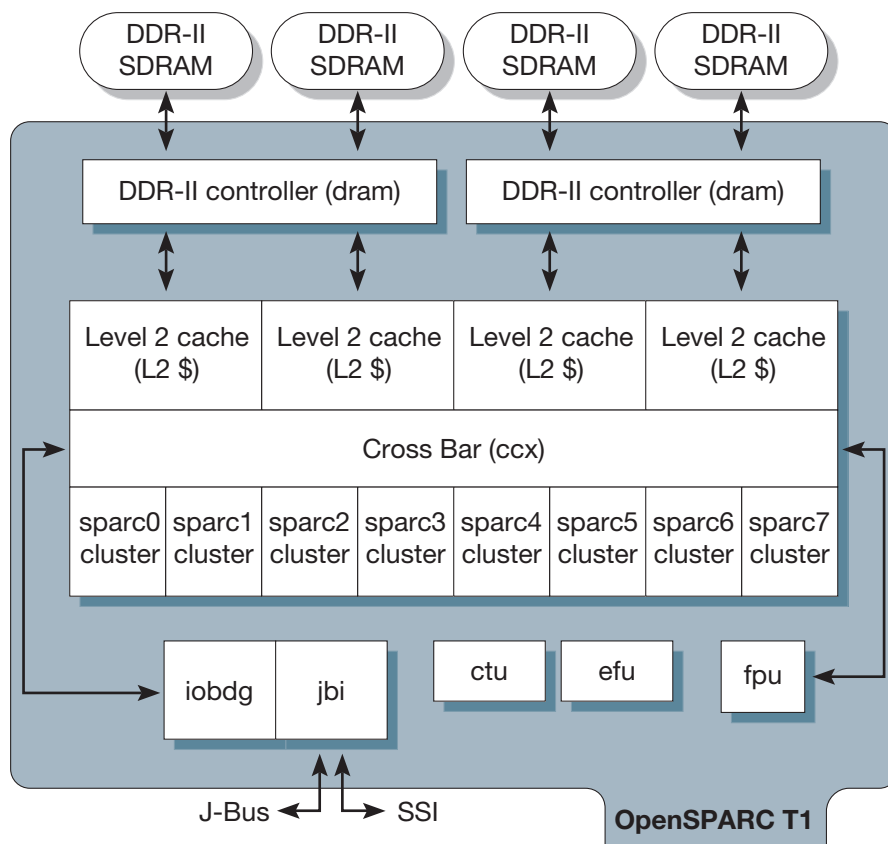 DDR-II
SDRAM
DDR-II
SDRAM
DDR-II
SDRAM
DDR-II
SDRAM
DDR-II controller (dram)
DDR-II controller (dram)
Level 2 cache
(L2 $)
Level 2 cache
(L2 $)
Level 2 cache
(L2 $)
Level 2 cache
(L2 $)
Cross Bar (ccx)
sparc0
cluster
sparc1
cluster
sparc2
cluster
sparc3
cluster
sparc4
cluster
sparc5
cluster
sparc6
cluster
sparc7
cluster
iobdg
jbi
ctu
efu
fpu
J-Bus
SSI
OpenSPARC T1